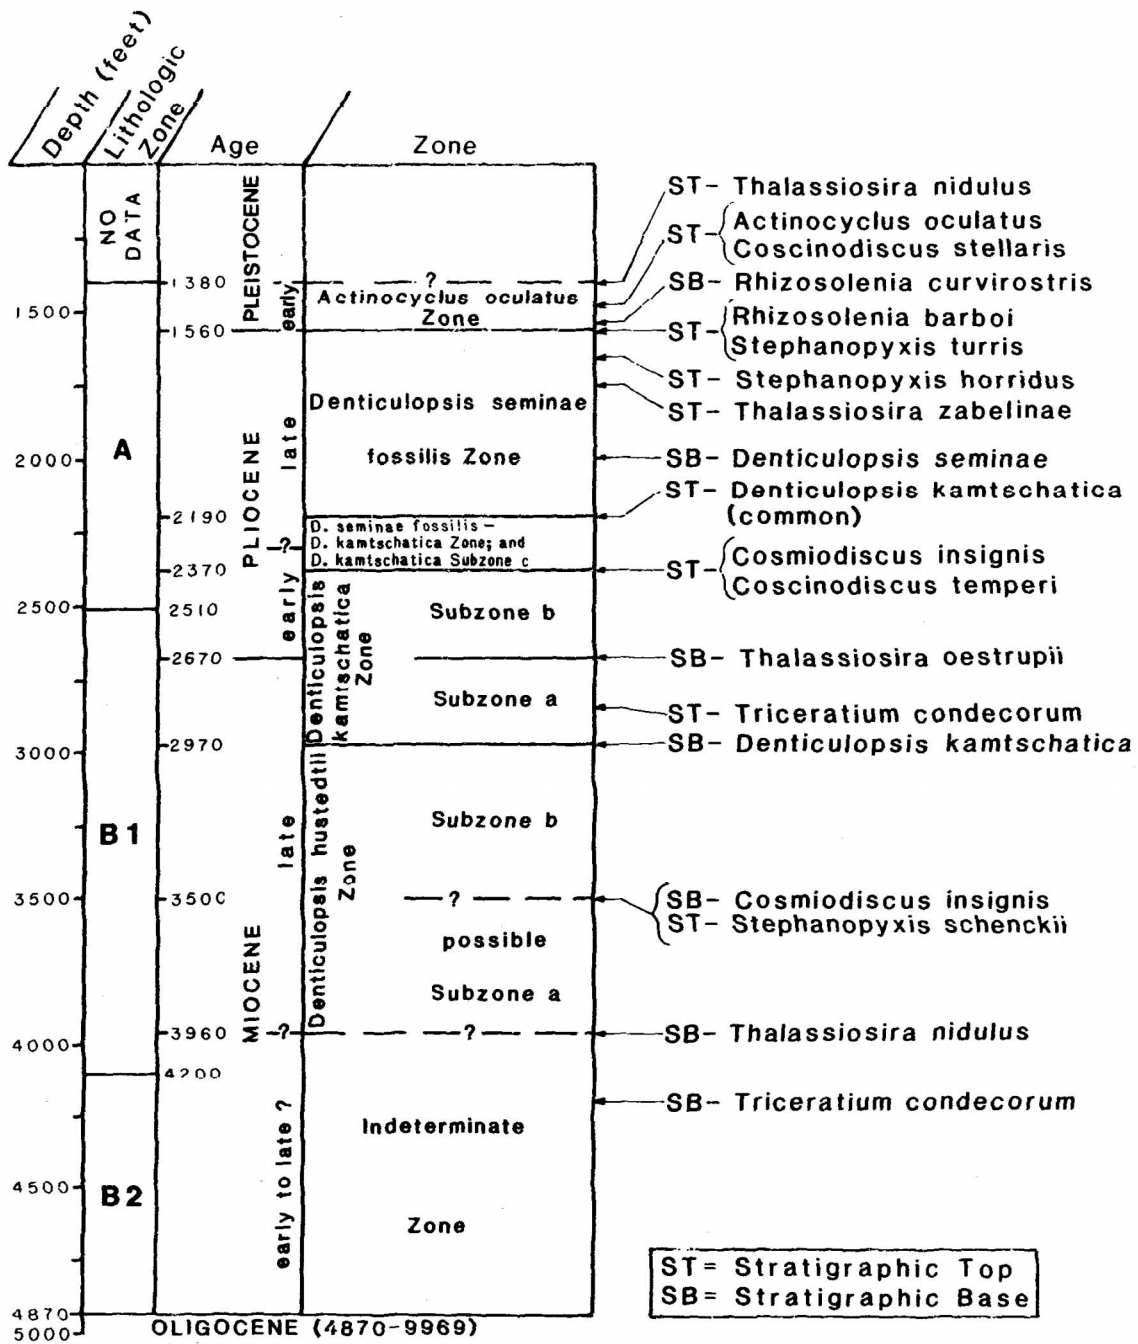 Depth (feet)
Lithologic
Zone
Age
Zone
NO
DATA
PLEISTOCENE
early
ST- Thalassiosira nidulus
ST- Actinocyclus oculatus
Coscinodiscus stellaris
1380
?
SB- Rhizosolenia curvirostris
1500
Actinocyclus oculatus
Zone
1560
ST- Rhizosolenia barboi
Stephanopyxis turris
ST- Stephanopyxis horridus
A
PLIOCENE
late
Denticulopsis seminae
fossilis Zone
ST- Thalassiosira zabelinae
2000
SB- Denticulopsis seminae
ST- Denticulopsis kamtschatica
(common)
2190
D. seminae fossilis -
D. kamtschatica Zone; and
D. kamtschatica Subzone c
?
2370
ST- Cosmiodiscus insignis
Coscinodiscus temperi
2500
2510
early
Denticulopsis
kamtschatica
Zone
Subzone b
2670
SB- Thalassiosira oestrupii
Subzone a
ST- Triceratium condecorum
2970
SB- Denticulopsis kamtschatica
3000
B1
MIOCENE
late
Denticulopsis hustedtii
Zone
Subzone b
3500
3500
?
SB- Cosmiodiscus insignis
ST- Stephanopyxis schenckii
possible
Subzone a
3960
?
?
SB- Thalassiosira nidulus
4000
4200
SB- Triceratium condecorum
early to late ?
Indeterminate
Zone
4500
B2
ST= Stratigraphic Top
SB= Stratigraphic Base
4870
5000
OLIGOCENE (4870-9969)